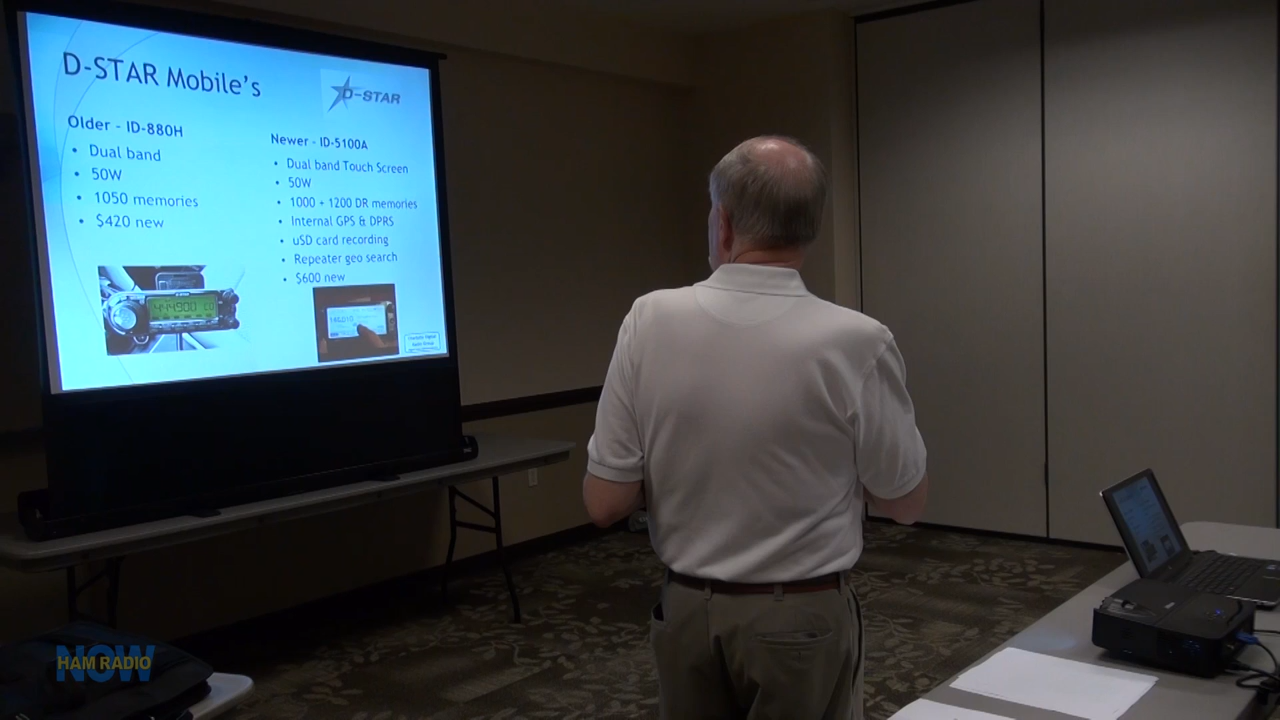 D-STAR Mobile's
D-STAR
Older - ID-880H
• Dual band
• 50W
• 1050 memories
• $420 new
Newer - ID-5100A
• Dual band Touch Screen
• 50W
• 1000 + 1200 DR memories
• Internal GPS & DPRS
• uSD card recording
• Repeater geo search
• $600 new
444.900
HAM RADIO
NOW